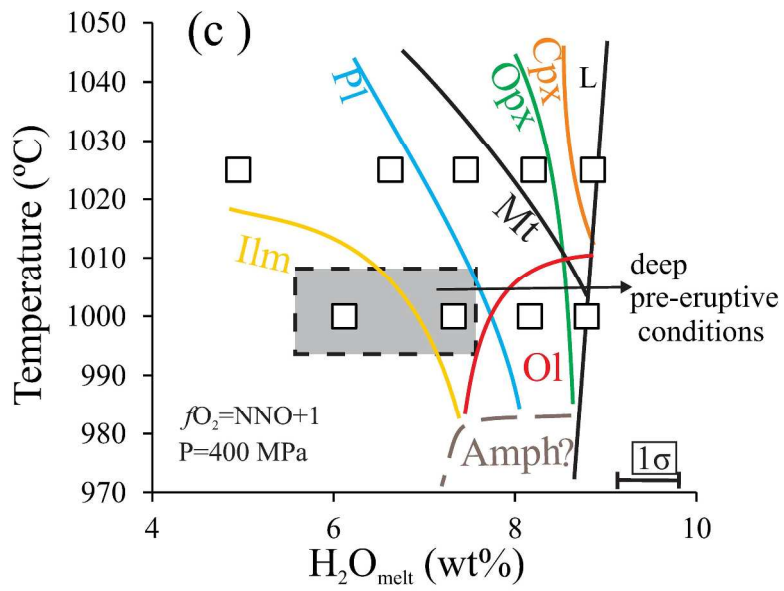 (c )
1050
1040
1030
1020
1010
1000
990
980
970
Temperature (ºC)
Pl
Opx
Cpx
L
Mt
Ilm
deep
pre-eruptive
conditions
Ol
fO2=NNO+1
P=400 MPa
Amph?
1σ
4 6 8 10
H2Omelt (wt%)